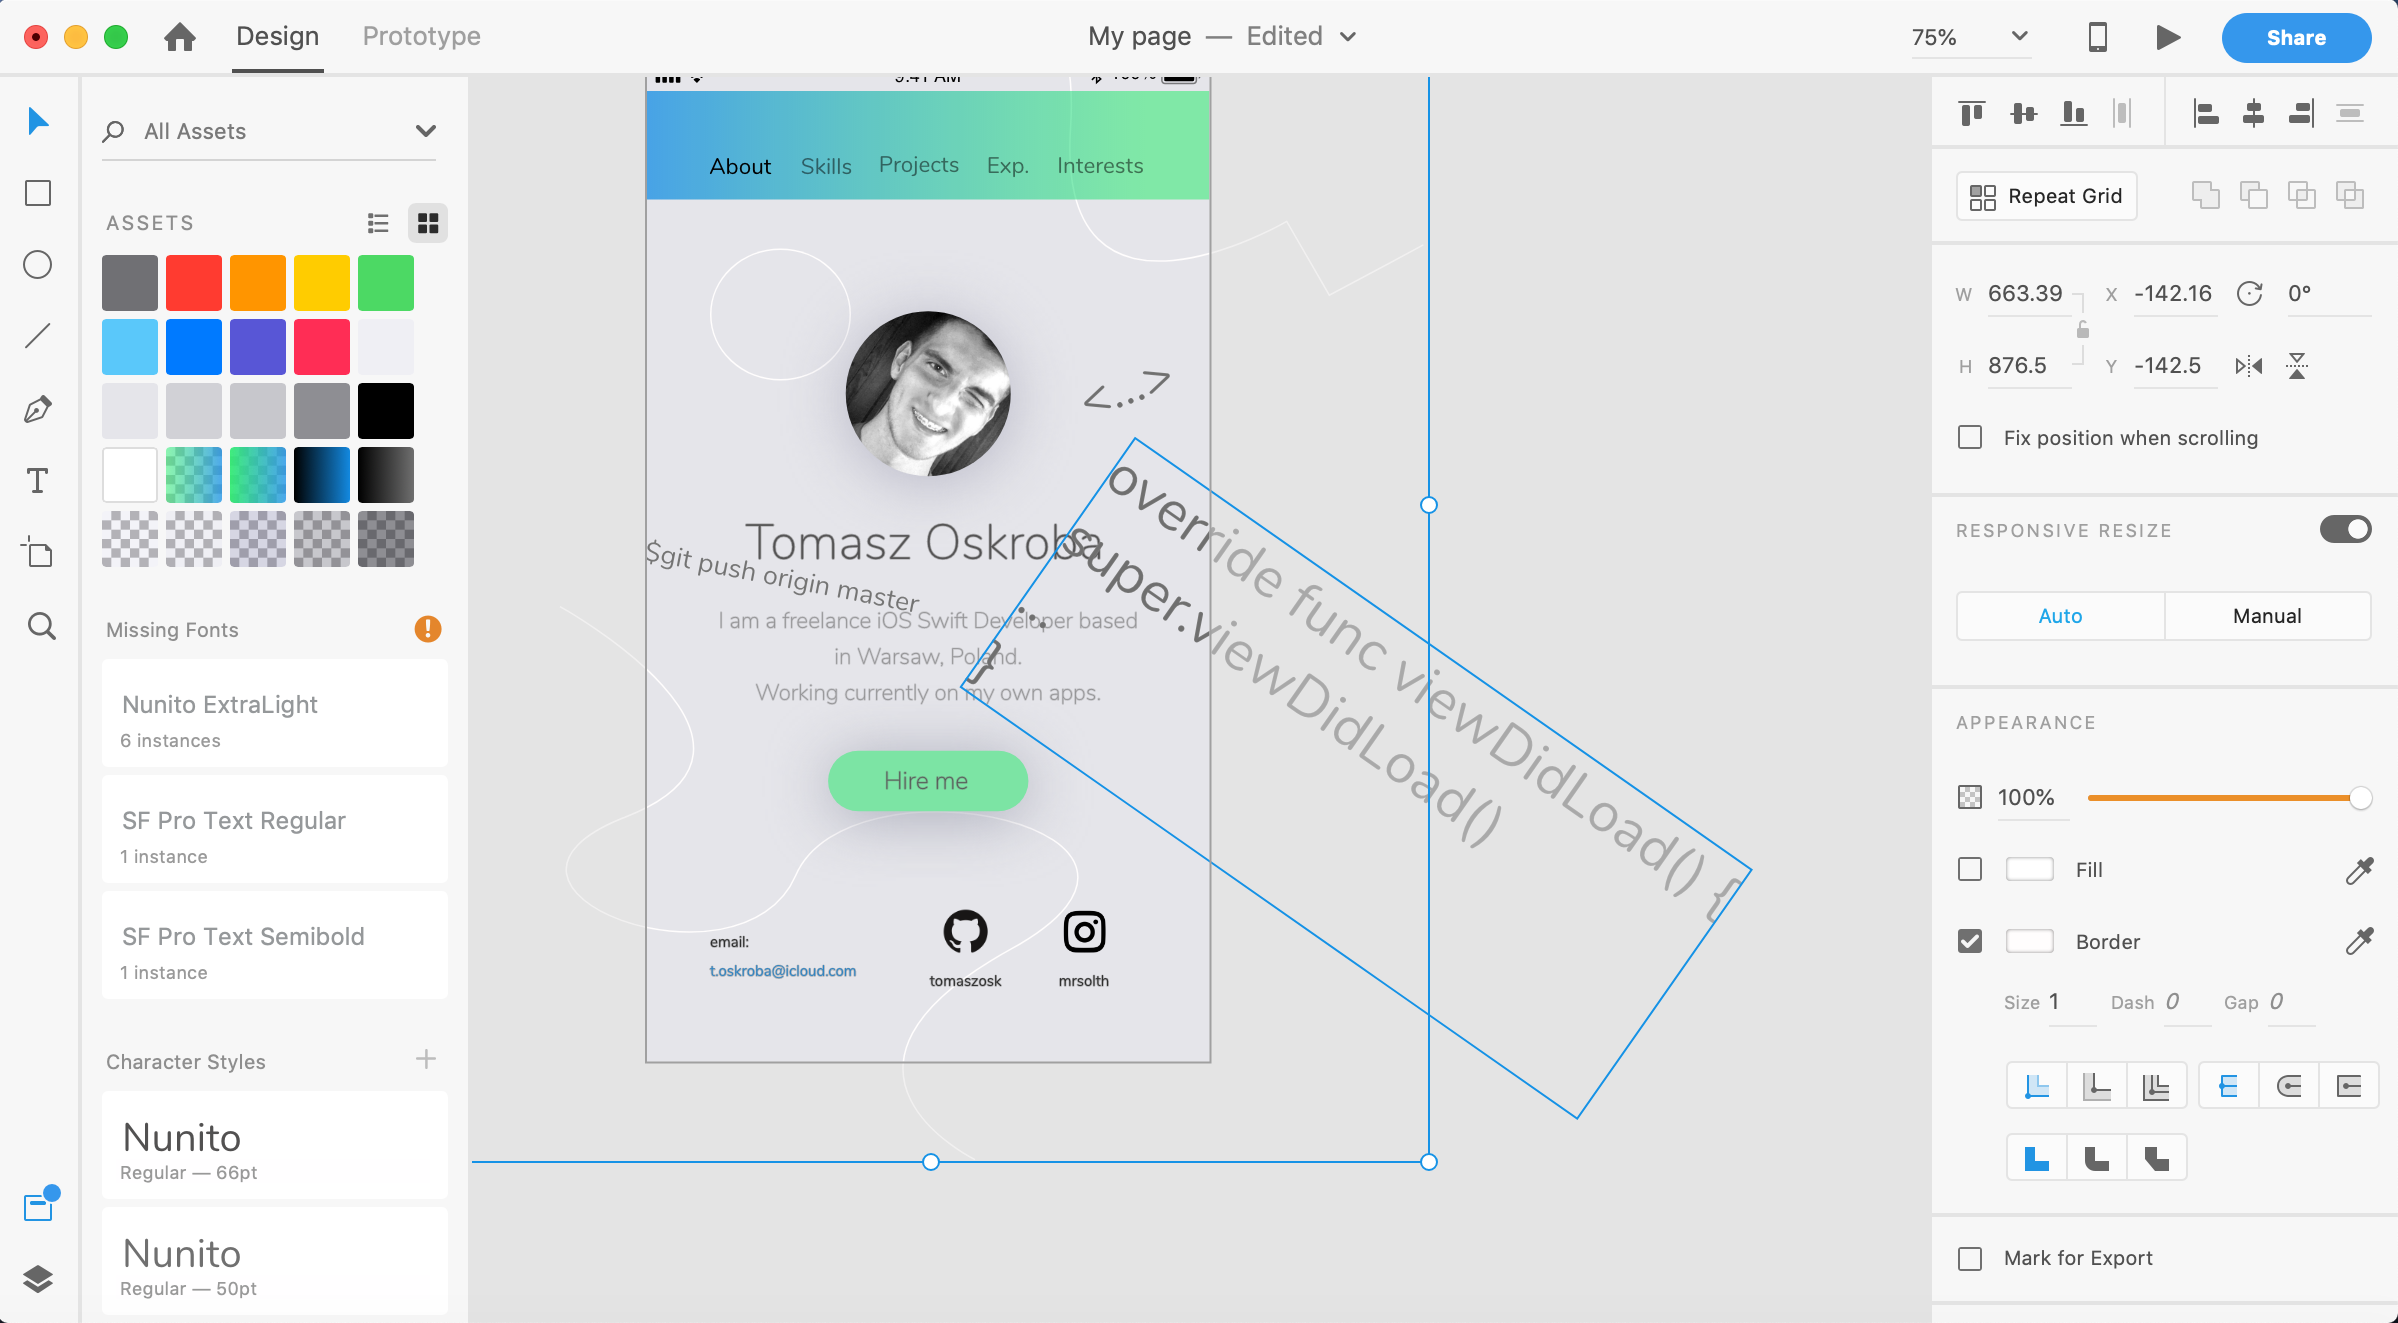 Design
Prototype
My page — Edited
75%
Share
All Assets
ASSETS
Missing Fonts
Nunito ExtraLight
6 instances
SF Pro Text Regular
1 instance
SF Pro Text Semibold
1 instance
Character Styles
Nunito
Regular — 66pt
Nunito
Regular — 50pt
9:41 AM
100%
About
Skills
Projects
Exp.
Interests
<...>
Tomasz Oskroba
$git push origin master
I am a freelance iOS Swift Developer based
in Warsaw, Poland.
Working currently on my own apps.
override func viewDidLoad() {
super.viewDidLoad()
...
}
Hire me
email:
t.oskroba@icloud.com
tomaszosk
mrsolth
Repeat Grid
W 663.39
X -142.16
0°
H 876.5
Y -142.5
Fix position when scrolling
RESPONSIVE RESIZE
Auto
Manual
APPEARANCE
100%
Fill
Border
Size 1
Dash 0
Gap 0
Mark for Export